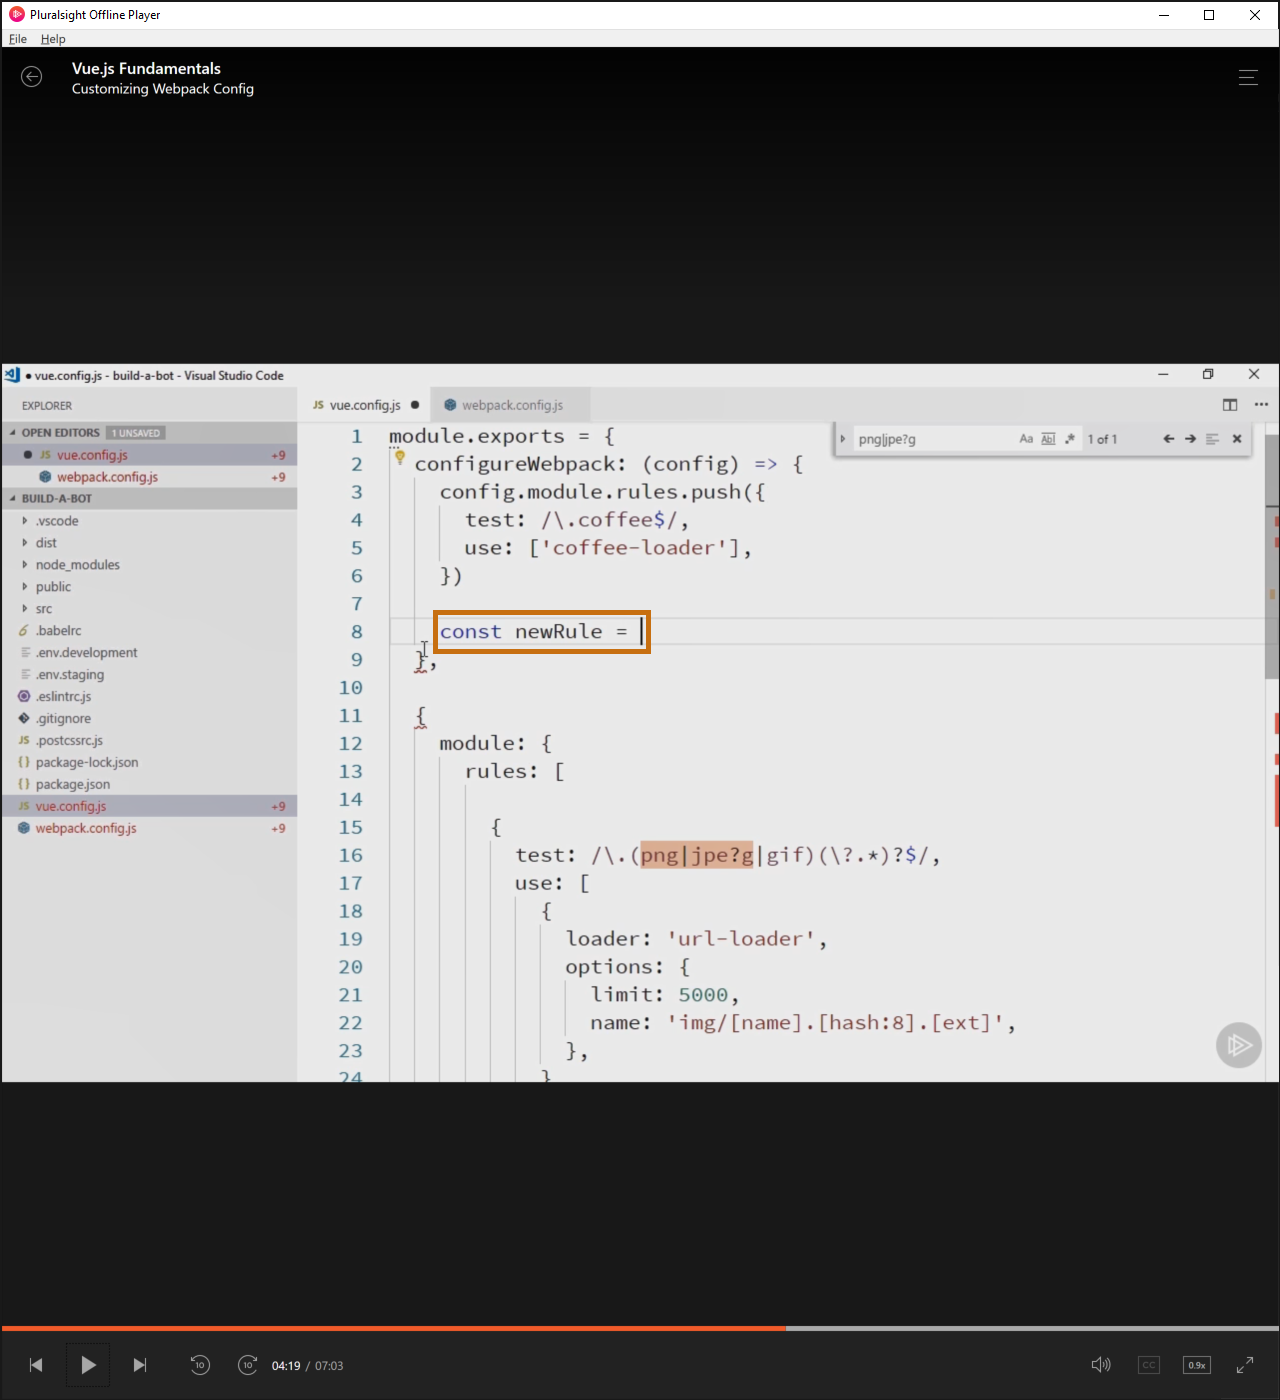 Pluralsight Offline Player
File Help
Vue.js Fundamentals
Customizing Webpack Config
● vue.config.js - build-a-bot - Visual Studio Code
EXPLORER
OPEN EDITORS 1 UNSAVED
● JS vue.config.js +9
webpack.config.js +9
BUILD-A-BOT
.vscode
dist
node_modules
public
src
.babelrc
.env.development
.env.staging
.eslintrc.js
.gitignore
JS .postcssrc.js
{} package-lock.json
{} package.json
JS vue.config.js +9
webpack.config.js +9
JS vue.config.js ●
webpack.config.js
png|jpe?g Aa Abl .* 1 of 1
1 module.exports = {
2 configureWebpack: (config) => {
3 config.module.rules.push({
4 test: /\.coffee$/,
5 use: ['coffee-loader'],
6 })
7
8 const newRule =
9 },
10
11 {
12 module: {
13 rules: [
14
15 {
16 test: /\.(png|jpe?g|gif)(\?.*)?$/,
17 use: [
18 {
19 loader: 'url-loader',
20 options: {
21 limit: 5000,
22 name: 'img/[name].[hash:8].[ext]',
23 },
24 }
10 10 04:19 / 07:03 CC 0.9x